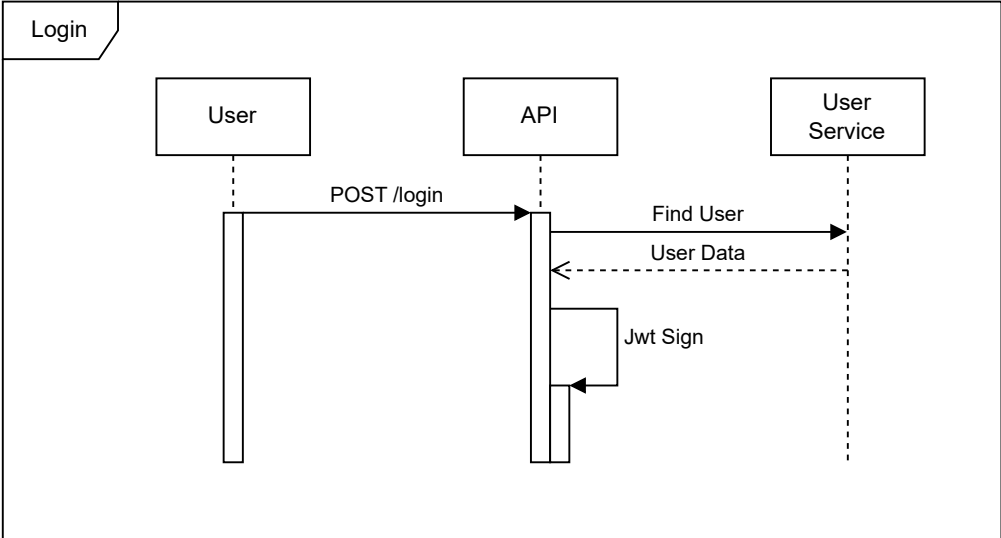 Login
User
API
User
Service
POST /login
Find User
User Data
Jwt Sign